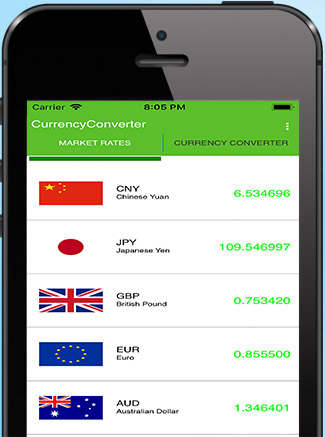 Carrier 8:05 PM
CurrencyConverter
MARKET RATES CURRENCY CONVERTER
CNY
Chinese Yuan
6.534696
JPY
Japanese Yen
109.546997
GBP
British Pound
0.753420
EUR
Euro
0.855500
AUD
Australian Dollar
1.346401